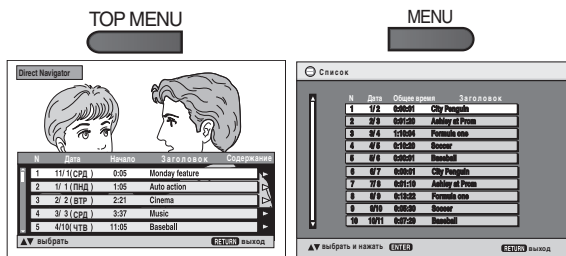 TOP MENU
Direct Navigator
N Дата Начало Заголовок Содержание
1 11/ 1(СРД) 0:05 Monday feature
2 1/ 1 (ПНД) 1:05 Auto action
3 2/ 2 (ВТР) 2:21 Cinema
4 3/ 3 (СРД) 3:37 Music
5 4/10( ЧТВ) 11:05 Baseball
выбрать RETURN выход
MENU
Список
N Дата Общее время Заголовок
1 1/2 0:00:01 City Penguin
2 2/3 0:01:20 Ashley at Prom
3 3/4 1:10:04 Formula one
4 4/5 0:10:20 Soccer
5 5/6 0:00:01 Baseball
6 6/7 0:00:01 City Penguin
7 7/8 0:01:10 Ashley at Prom
8 8/9 0:13:22 Formula one
9 9/10 0:05:30 Soccer
10 10/11 0:07:29 Baseball
выбрать и нажать ENTER RETURN выход